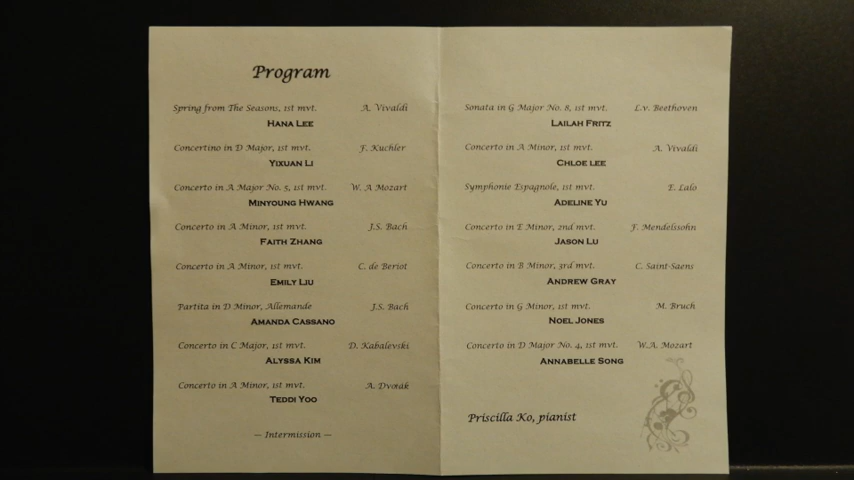 Program
Spring from The Seasons, 1st mvt. A. Vivaldi
HANA LEE
Concertino in D Major, 1st mvt. F. Kuchler
YIXUAN LI
Concerto in A Major No. 5, 1st mvt. W. A Mozart
MINYOUNG HWANG
Concerto in A Minor, 1st mvt. J.S. Bach
FAITH ZHANG
Concerto in A Minor, 1st mvt. C. de Beriot
EMILY LIU
Partita in D Minor, Allemande J.S. Bach
AMANDA CASSANO
Concerto in C Major, 1st mvt. D. Kabalevski
ALYSSA KIM
Concerto in A Minor, 1st mvt. A. Dvorak
TEDDI YOO
— Intermission —
Sonata in G Major No. 8, 1st mvt. L.v. Beethoven
LAILAH FRITZ
Concerto in A Minor, 1st mvt. A. Vivaldi
CHLOE LEE
Symphonie Espagnole, 1st mvt. E. Lalo
ADELINE YU
Concerto in E Minor, 2nd mvt. F. Mendelssohn
JASON LU
Concerto in B Minor, 3rd mvt. C. Saint-Saens
ANDREW GRAY
Concerto in G Minor, 1st mvt. M. Bruch
NOEL JONES
Concerto in D Major No. 4, 1st mvt. W.A. Mozart
ANNABELLE SONG
Priscilla Ko, pianist